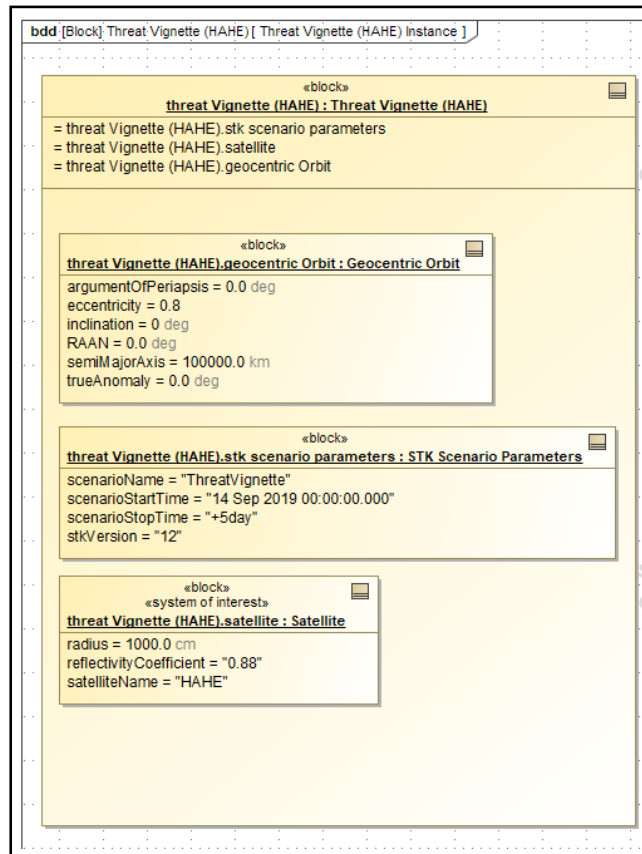 bdd [Block] Threat Vignette (HAHE) [ Threat Vignette (HAHE) Instance ]
«block»
threat Vignette (HAHE) : Threat Vignette (HAHE)
= threat Vignette (HAHE).stk scenario parameters
= threat Vignette (HAHE).satellite
= threat Vignette (HAHE).geocentric Orbit
«block»
threat Vignette (HAHE).geocentric Orbit : Geocentric Orbit
argumentOfPeriapsis = 0.0 deg
eccentricity = 0.8
inclination = 0 deg
RAAN = 0.0 deg
semiMajorAxis = 100000.0 km
trueAnomaly = 0.0 deg
«block»
threat Vignette (HAHE).stk scenario parameters : STK Scenario Parameters
scenarioName = "ThreatVignette"
scenarioStartTime = "14 Sep 2019 00:00:00.000"
scenarioStopTime = "+5day"
stkVersion = "12"
«block»
«system of interest»
threat Vignette (HAHE).satellite : Satellite
radius = 1000.0 cm
reflectivityCoefficient = "0.88"
satelliteName = "HAHE"